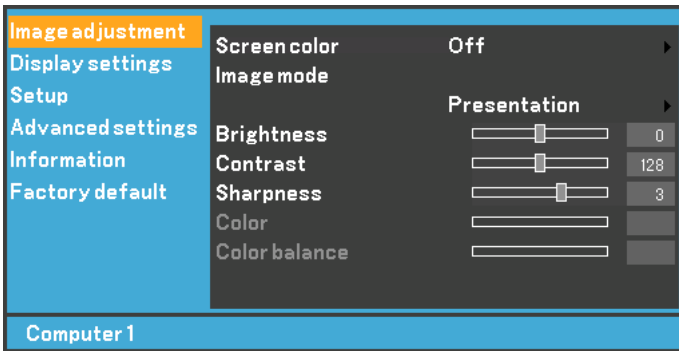 Image adjustment
Display settings
Setup
Advanced settings
Information
Factory default
Screen color Off
Image mode
Presentation
Brightness 0
Contrast 128
Sharpness 3
Color
Color balance
Computer 1